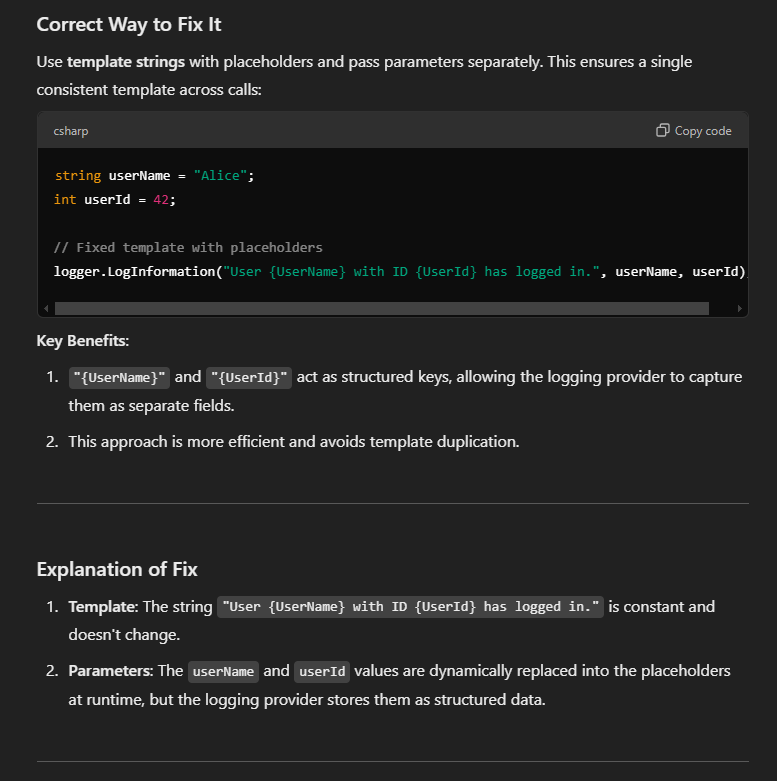 Correct Way to Fix It
Use template strings with placeholders and pass parameters separately. This ensures a single
consistent template across calls:
csharp
Copy code
string userName = "Alice";
int userId = 42;
// Fixed template with placeholders
logger.LogInformation("User {UserName} with ID {UserId} has logged in.", userName, userId)
Key Benefits:
1. "{UserName}" and "{UserId}" act as structured keys, allowing the logging provider to capture
them as separate fields.
2. This approach is more efficient and avoids template duplication.
Explanation of Fix
1. Template: The string "User {UserName} with ID {UserId} has logged in." is constant and
doesn't change.
2. Parameters: The userName and userId values are dynamically replaced into the placeholders
at runtime, but the logging provider stores them as structured data.